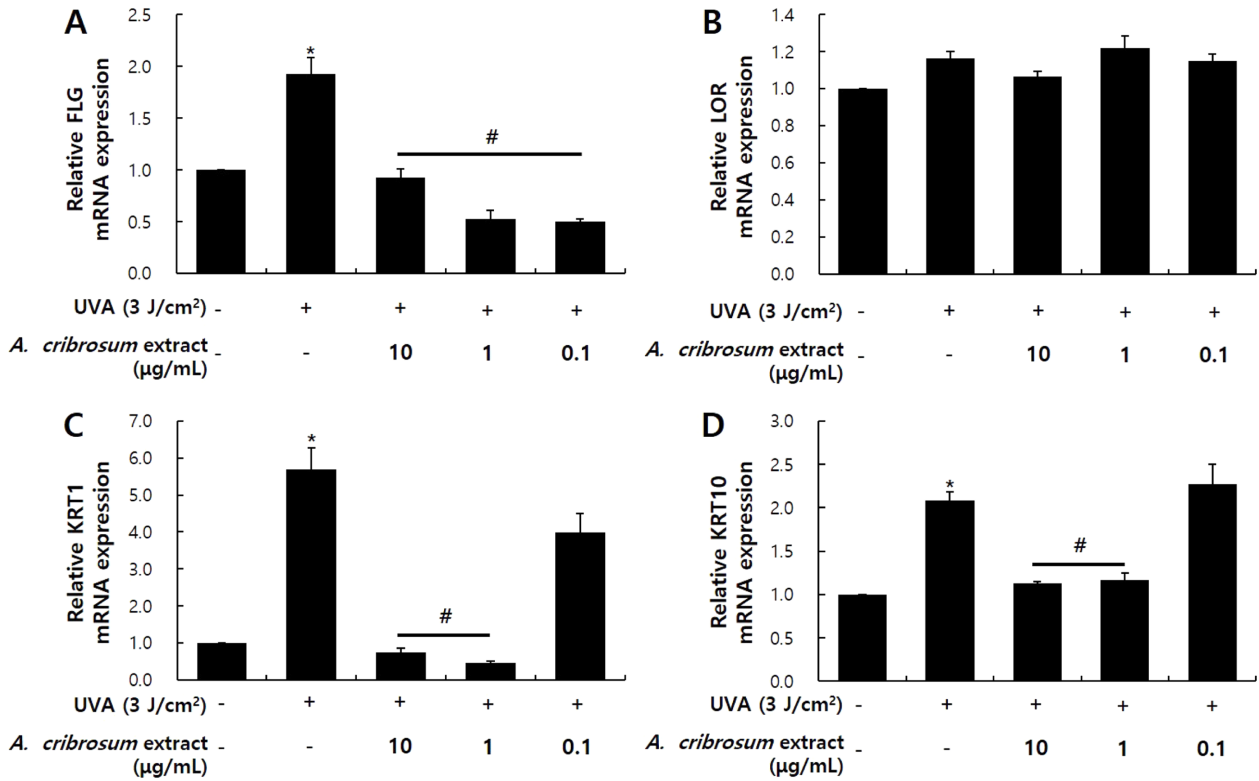 A
Relative FLG
mRNA expression
2.5
2.0
1.5
1.0
0.5
0.0
*
#
UVA (3 J/cm²) - + + + +
A. cribrosum extract
(μg/mL) - - 10 1 0.1
B
Relative LOR
mRNA expression
1.4
1.2
1.0
0.8
0.6
0.4
0.2
0.0
UVA (3 J/cm²) - + + + +
A. cribrosum extract
(μg/mL) - - 10 1 0.1
C
Relative KRT1
mRNA expression
7.0
6.0
5.0
4.0
3.0
2.0
1.0
0.0
*
#
UVA (3 J/cm²) - + + + +
A. cribrosum extract
(μg/mL) - - 10 1 0.1
D
Relative KRT10
mRNA expression
3.0
2.5
2.0
1.5
1.0
0.5
0.0
*
#
UVA (3 J/cm²) - + + + +
A. cribrosum extract
(μg/mL) - - 10 1 0.1